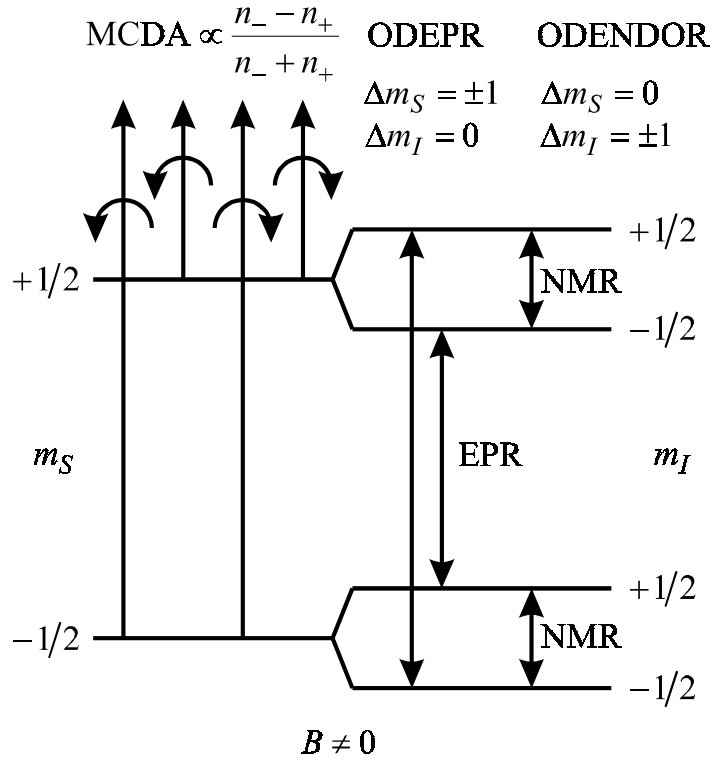 MCDA ∝ n₋ − n₊ / n₋ + n₊ ODEPR ODENDOR
Δm_S = ±1 Δm_S = 0
Δm_I = 0 Δm_I = ±1
+1/2
+1/2 NMR
−1/2
m_S EPR m_I
+1/2
−1/2 NMR
−1/2
B ≠ 0